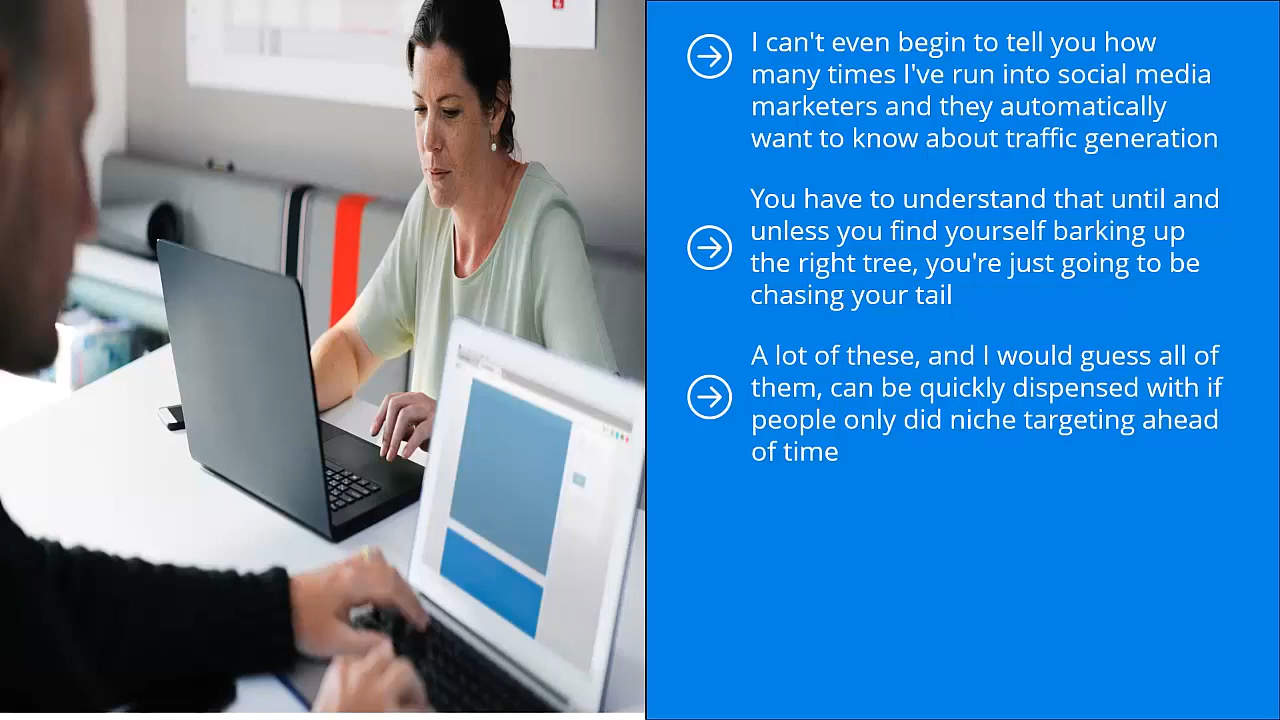 I can't even begin to tell you how
many times I've run into social media
marketers and they automatically
want to know about traffic generation
You have to understand that until and
unless you find yourself barking up
the right tree, you're just going to be
chasing your tail
A lot of these, and I would guess all of
them, can be quickly dispensed with if
people only did niche targeting ahead
of time